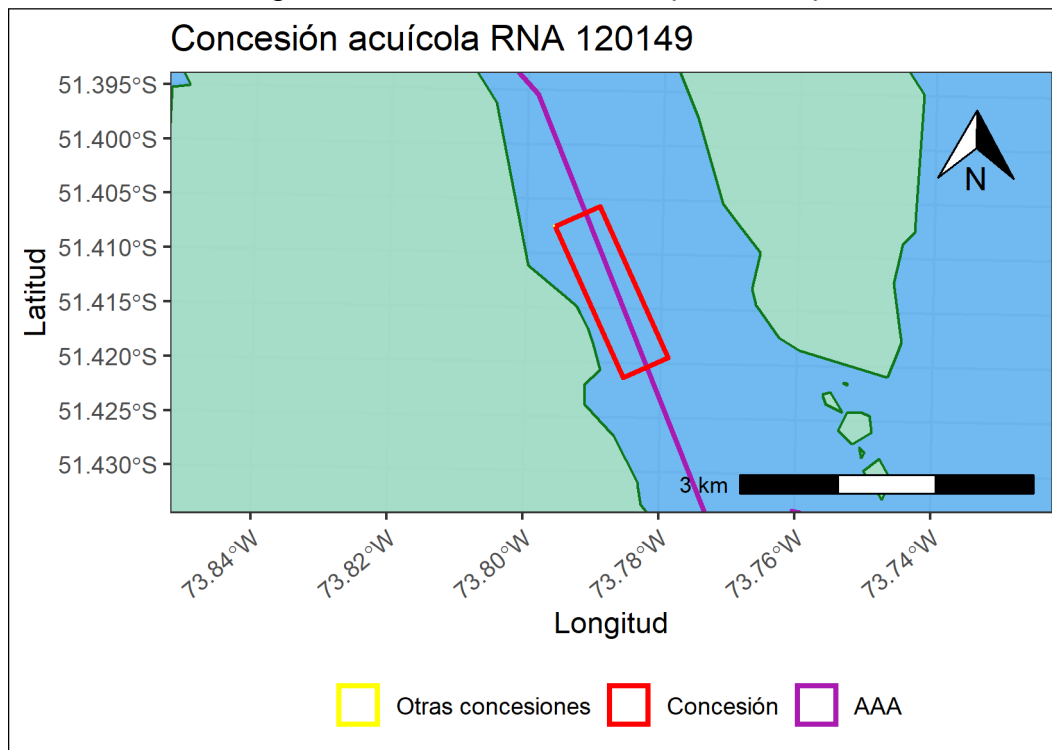 Concesión acuícola RNA 120149
51.395°S
51.400°S
51.405°S
51.410°S
51.415°S
51.420°S
51.425°S
51.430°S
Latitud
N
3 km
73.84°W
73.82°W
73.80°W
73.78°W
73.76°W
73.74°W
Longitud
Otras concesiones
Concesión
AAA